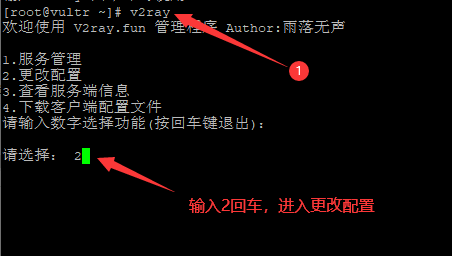 [root@vultr ~]# v2ray
欢迎使用 V2ray.fun 管理程序 Author:雨落无声
1
1.服务管理
2.更改配置
3.查看服务端信息
4.下载客户端配置文件
请输入数字选择功能(按回车键退出):
请选择: 2
输入2回车，进入更改配置